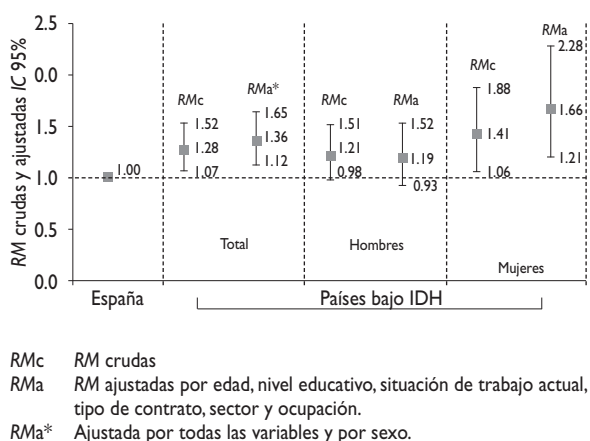 RM crudas y ajustadas IC 95%
2.5
0.0
1.5
1.0
0.5
0.0
1.00
RMc
1.52
1.28
1.07
RMa*
1.65
1.36
1.12
Total
RMc
1.51
1.21
0.98
RMa
1.52
1.19
0.93
Hombres
RMc
1.88
1.41
1.06
RMa
2.28
1.66
1.21
Mujeres
España
Países bajo IDH
RMc RM crudas
RMa RM ajustadas por edad, nivel educativo, situación de trabajo actual,
tipo de contrato, sector y ocupación.
RMa* Ajustada por todas las variables y por sexo.